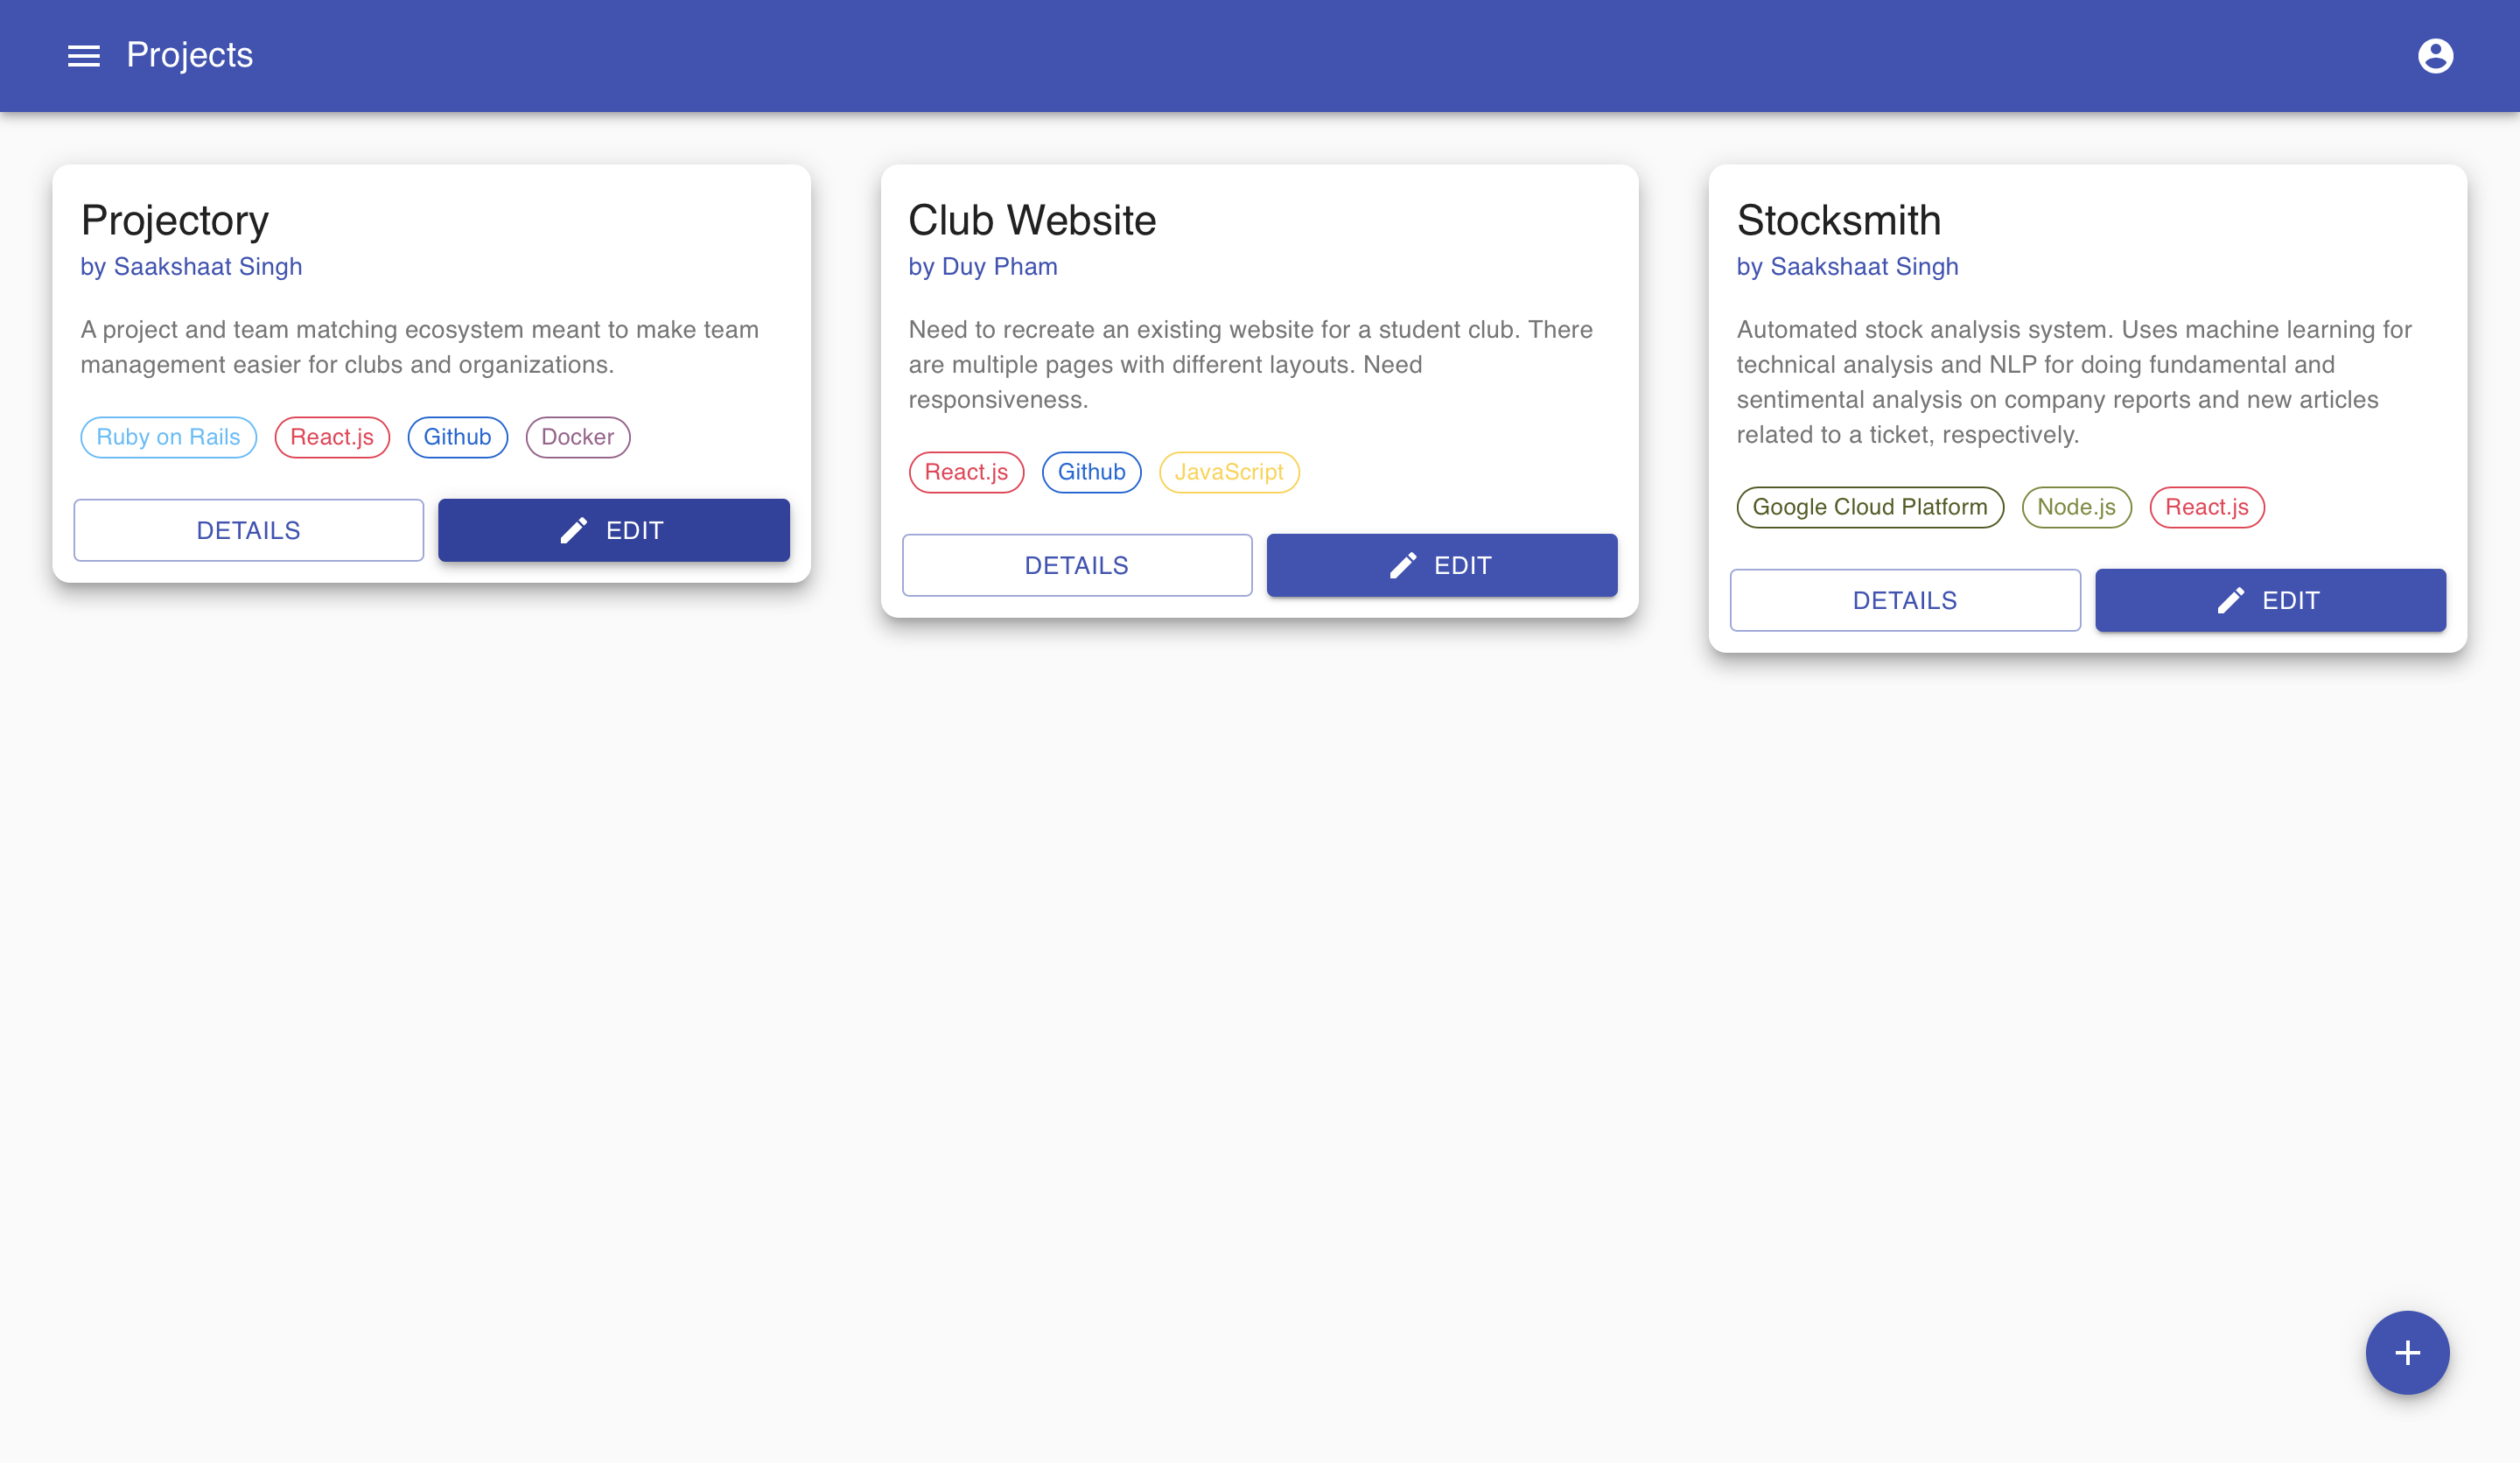 Projects
Projectory
by Saakshaat Singh
A project and team matching ecosystem meant to make team
management easier for clubs and organizations.
Ruby on Rails React.js Github Docker
DETAILS EDIT
Club Website
by Duy Pham
Need to recreate an existing website for a student club. There
are multiple pages with different layouts. Need
responsiveness.
React.js Github JavaScript
DETAILS EDIT
Stocksmith
by Saakshaat Singh
Automated stock analysis system. Uses machine learning for
technical analysis and NLP for doing fundamental and
sentimental analysis on company reports and new articles
related to a ticket, respectively.
Google Cloud Platform Node.js React.js
DETAILS EDIT